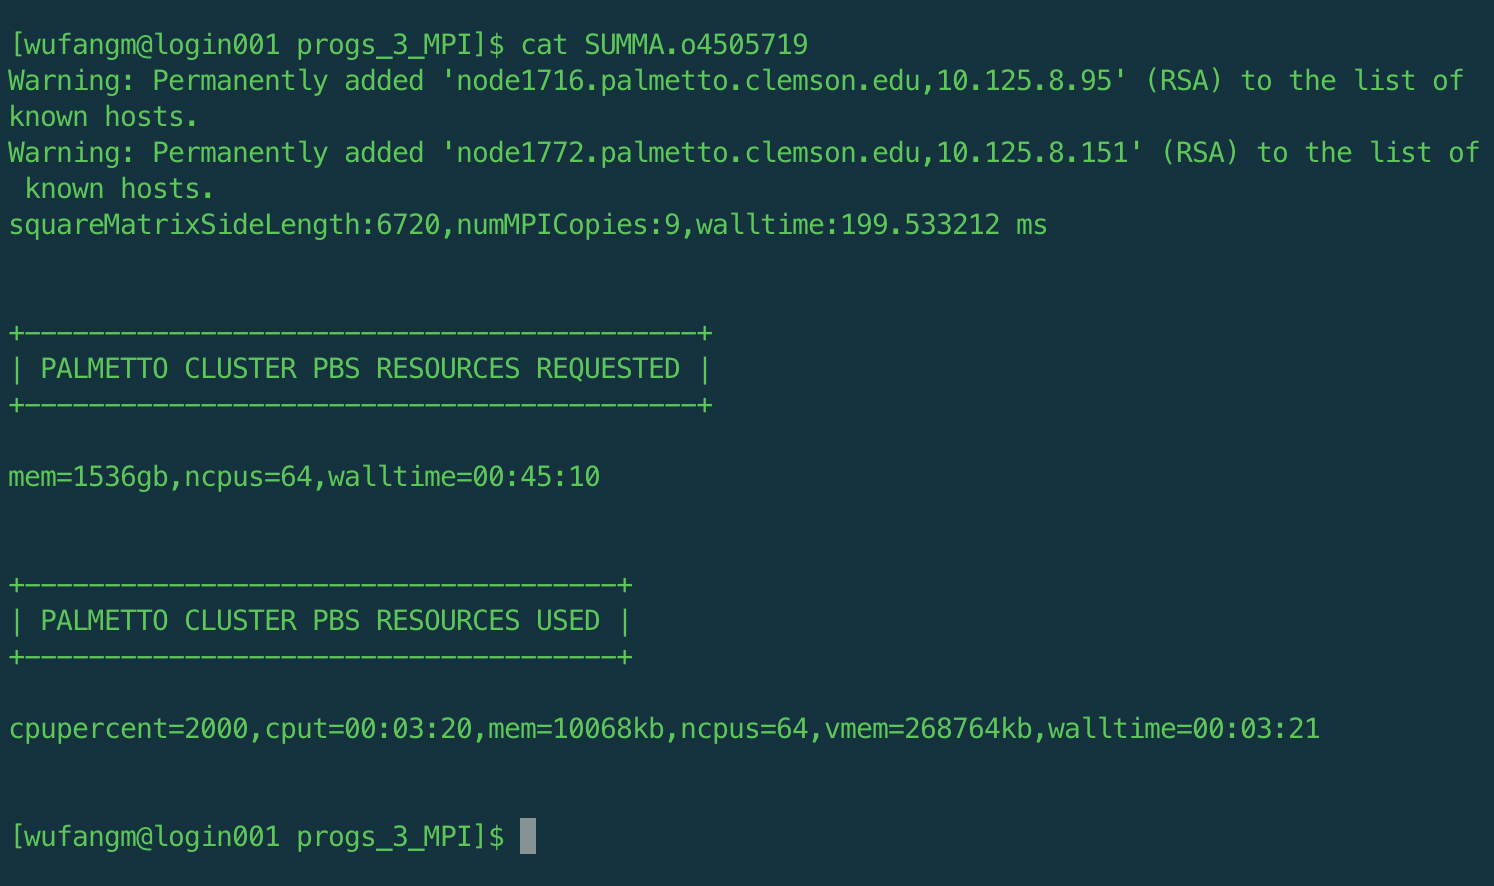 [wufangm@login001 progs_3_MPI]$ cat SUMMA.o4505719
Warning: Permanently added 'node1716.palmetto.clemson.edu,10.125.8.95' (RSA) to the list of
known hosts.
Warning: Permanently added 'node1772.palmetto.clemson.edu,10.125.8.151' (RSA) to the list of
 known hosts.
squareMatrixSideLength:6720,numMPICopies:9,walltime:199.533212 ms
+------------------------------------------+
| PALMETTO CLUSTER PBS RESOURCES REQUESTED |
+------------------------------------------+
mem=1536gb,ncpus=64,walltime=00:45:10
+-------------------------------------+
| PALMETTO CLUSTER PBS RESOURCES USED |
+-------------------------------------+
cpupercent=2000,cput=00:03:20,mem=10068kb,ncpus=64,vmem=268764kb,walltime=00:03:21
[wufangm@login001 progs_3_MPI]$